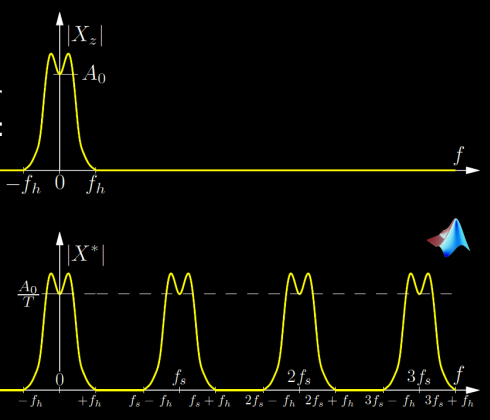 |X_z|
A_0
f
−f_h 0 f_h
|X*|
A_0/T
0 f_s 2f_s 3f_s f
−f_h +f_h f_s − f_h f_s + f_h 2f_s − f_h 2f_s + f_h 3f_s − f_h 3f_s + f_h